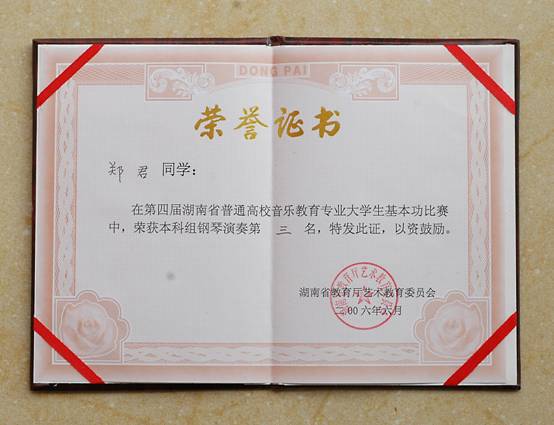 DONG PAI
荣誉证书
郑君 同学：
在第四届湖南省普通高校音乐教育专业大学生基本功比赛
中，荣获本科组钢琴演奏第 三 名，特发此证，以资鼓励。
湖南省教育厅艺术教育委员会
00六年六月